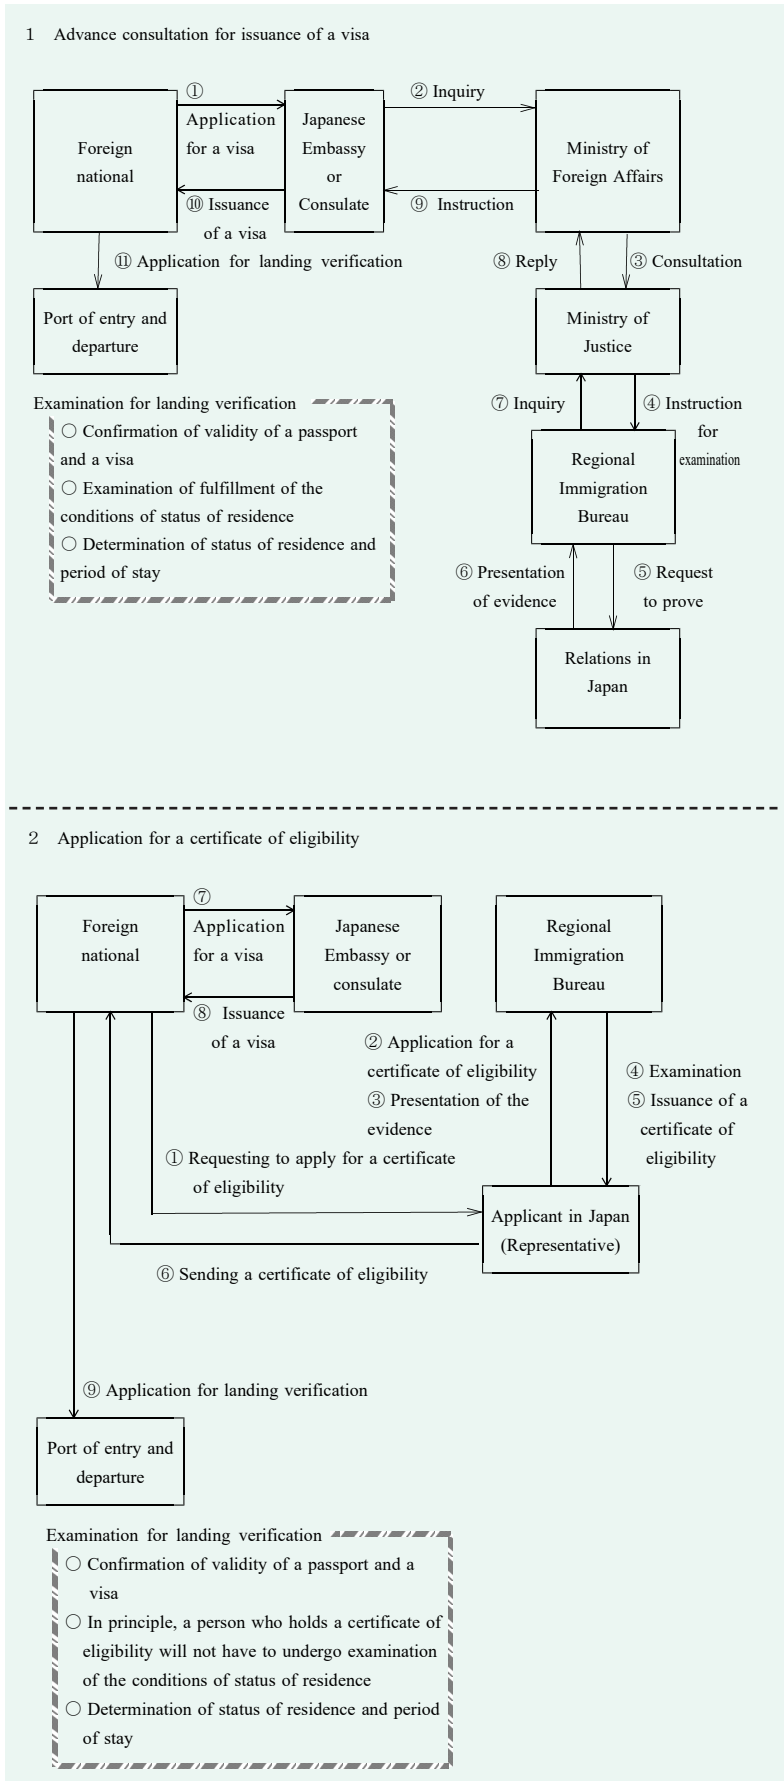 1 Advance consultation for issuance of a visa
①
Application
for a visa
② Inquiry
Foreign
national
Japanese
Embassy
or
Consulate
Ministry of
Foreign Affairs
⑩ Issuance
of a visa
⑨ Instruction
⑪ Application for landing verification
⑧ Reply
③ Consultation
Port of entry and
departure
Ministry of
Justice
Examination for landing verification
○ Confirmation of validity of a passport
and a visa
○ Examination of fulfillment of the
conditions of status of residence
○ Determination of status of residence and
period of stay
⑦ Inquiry
④ Instruction
for
examination
Regional
Immigration
Bureau
⑥ Presentation
of evidence
⑤ Request
to prove
Relations in
Japan
2 Application for a certificate of eligibility
⑦
Application
for a visa
Foreign
national
Japanese
Embassy or
consulate
Regional
Immigration
Bureau
⑧ Issuance
of a visa
② Application for a
certificate of eligibility
③ Presentation of the
evidence
④ Examination
⑤ Issuance of a
certificate of
eligibility
① Requesting to apply for a certificate
of eligibility
Applicant in Japan
(Representative)
⑥ Sending a certificate of eligibility
⑨ Application for landing verification
Port of entry and
departure
Examination for landing verification
○ Confirmation of validity of a passport and a
visa
○ In principle, a person who holds a certificate of
eligibility will not have to undergo examination
of the conditions of status of residence
○ Determination of status of residence and period
of stay